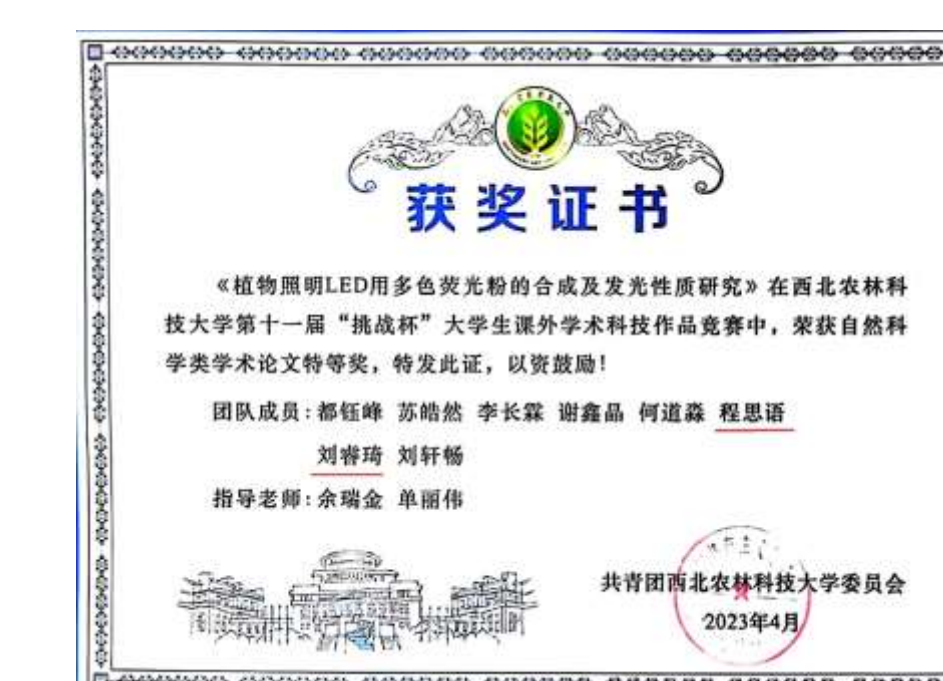 获奖证书
《植物照明LED用多色荧光粉的合成及发光性质研究》在西北农林科
技大学第十一届“挑战杯”大学生课外学术科技作品竞赛中，荣获自然科
学类学术论文特等奖，特发此证，以资鼓励！
团队成员：都钰峰 苏皓然 李长霖 谢鑫晶 何道淼 程思语
刘睿琦 刘轩畅
指导老师：余瑞金 单丽伟
共青团西北农林科技大学委员会
2023年4月